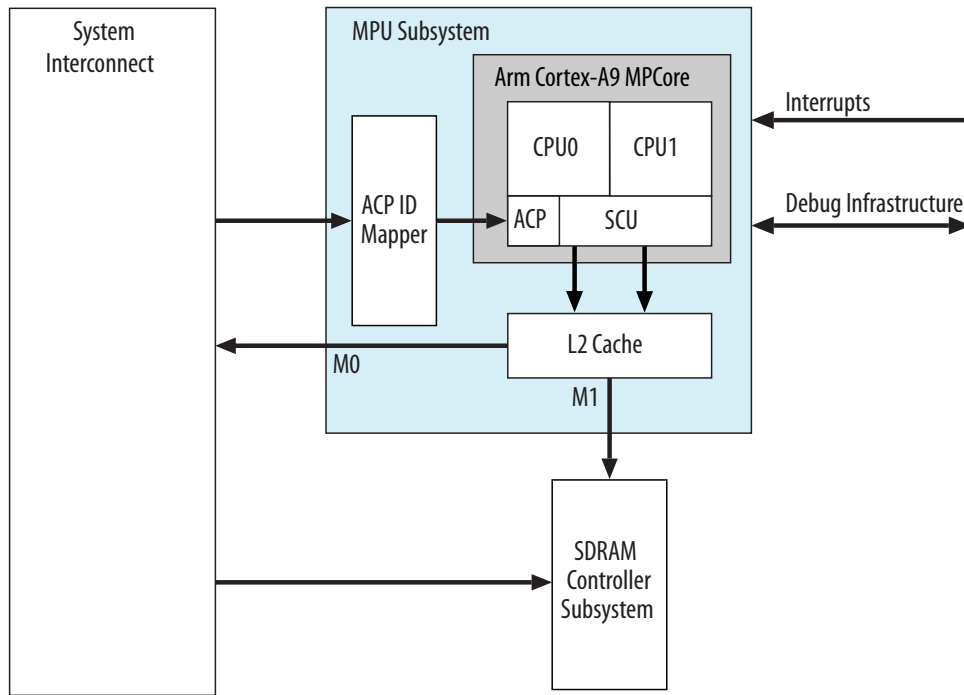 System
Interconnect
MPU Subsystem
Arm Cortex-A9 MPCore
CPU0
CPU1
Interrupts
ACP ID
Mapper
ACP
SCU
Debug Infrastructure
L2 Cache
M0
M1
SDRAM
Controller
Subsystem